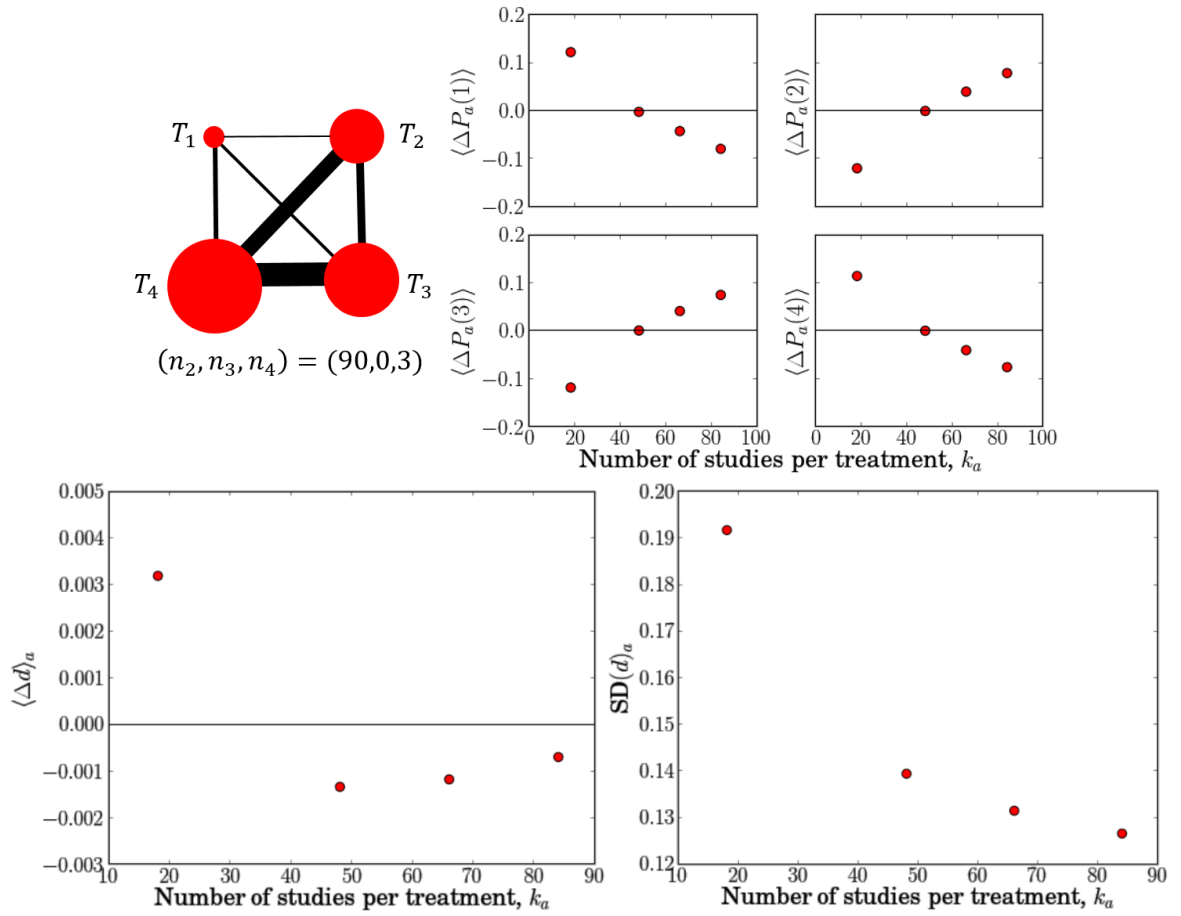 T₁
T₂
T₄
T₃
(n₂, n₃, n₄) = (90,0,3)
0.2
0.1
0.0
−0.1
−0.2
⟨ΔPₐ(1)⟩
⟨ΔPₐ(2)⟩
0.2
0.1
0.0
−0.1
−0.2
⟨ΔPₐ(3)⟩
⟨ΔPₐ(4)⟩
0 20 40 60 80 100
0 20 40 60 80 100
Number of studies per treatment, kₐ
0.005
0.004
0.003
0.002
0.001
0.000
−0.001
−0.002
−0.003
⟨Δd⟩ₐ
10 20 30 40 50 60 70 80 90
Number of studies per treatment, kₐ
0.20
0.19
0.18
0.17
0.16
0.15
0.14
0.13
0.12
SD(d)ₐ
10 20 30 40 50 60 70 80 90
Number of studies per treatment, kₐ